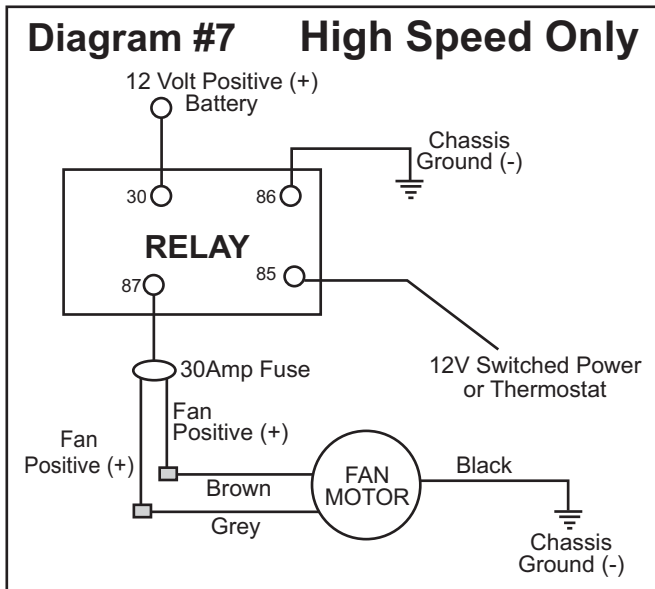 Diagram #7 High Speed Only
12 Volt Positive (+)
Battery
Chassis
Ground (-)
30
86
RELAY
87
85
12V Switched Power
or Thermostat
30Amp Fuse
Fan
Positive (+)
Fan
Positive (+)
Brown
Grey
FAN
MOTOR
Black
Chassis
Ground (-)